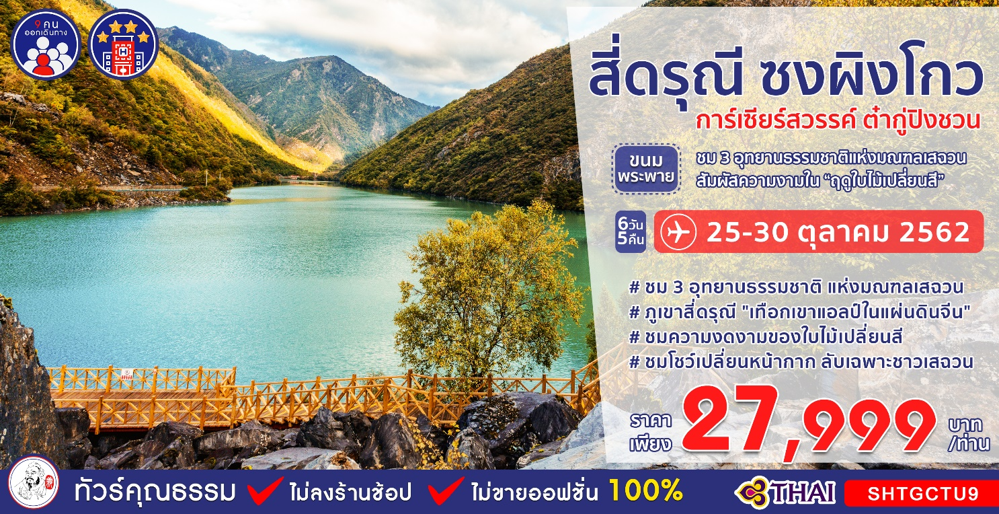 9 คน
ออกเดินทาง
H
สี่ดรุณี ซงผิงโกว
การ์เซียร์สวรรค์ ต๋ากู่ปิงชวน
ขนม
พระพาย
ชม 3 อุทยานธรรมชาติแห่งมณฑลเสฉวน
สัมผัสความงามใน “ฤดูใบไม้เปลี่ยนสี”
6วัน
5คืน
25-30 ตุลาคม 2562
# ชม 3 อุทยานธรรมชาติ แห่งมณฑลเสฉวน
# ภูเขาสี่ดรุณี "เทือกเขาแอลป์ในแผ่นดินจีน"
# ชมความงดงามของใบไม้เปลี่ยนสี
# ชมโชว์เปลี่ยนหน้ากาก ลับเฉพาะชาวเสฉวน
ราคา
เพียง
27,999
บาท
/ท่าน
ทัวร์คุณธรรม ไม่ลงร้านช้อป ไม่ขายออฟชั่น 100%
THAI
SHTGCTU9